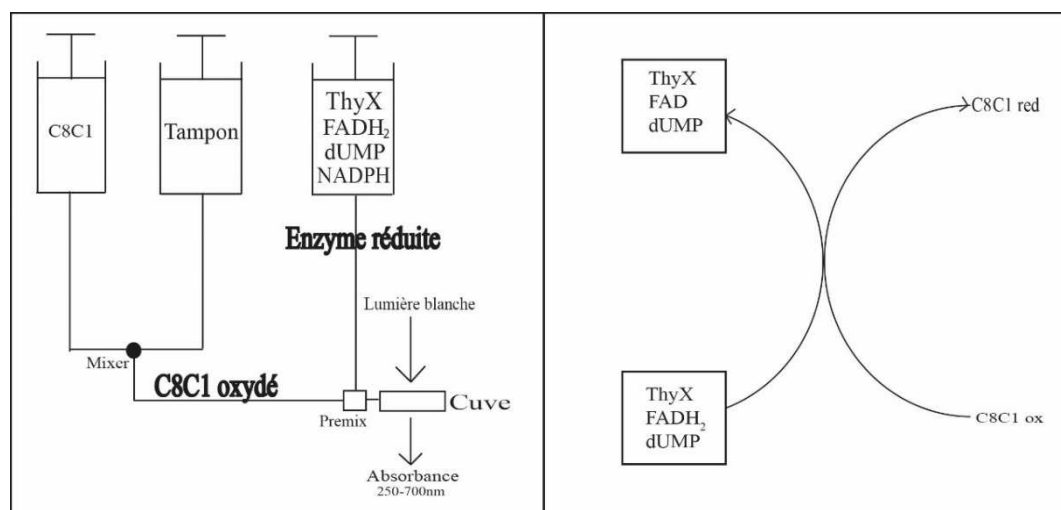 C8C1
Tampon
ThyX
FADH₂
dUMP
NADPH
Enzyme réduite
Lumière blanche
Mixer
C8C1 oxydé
Premix
Cuve
Absorbance
250-700nm
ThyX
FAD
dUMP
C8C1 red
ThyX
FADH₂
dUMP
C8C1 ox